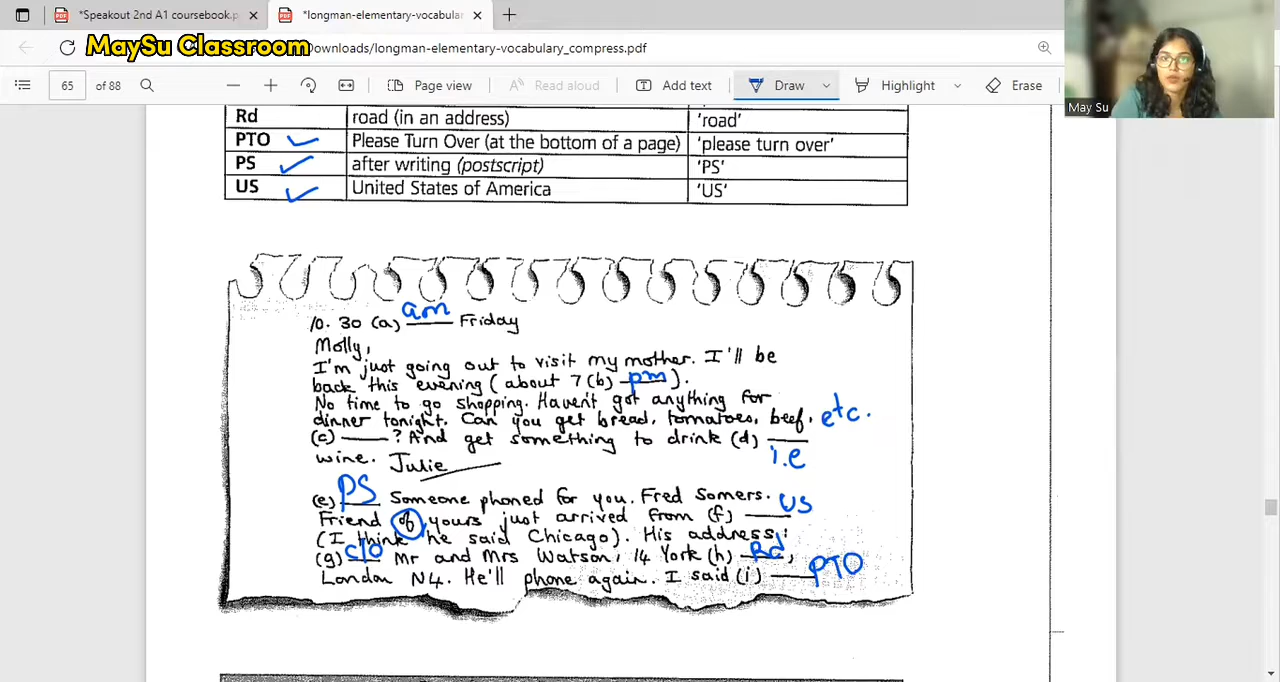 *Speakout 2nd A1 coursebook.p
*longman-elementary-vocabular
MaySu Classroom
Downloads/longman-elementary-vocabulary_compress.pdf
65 of 88
Page view
Read aloud
Add text
Draw
Highlight
Erase
May Su
Rd road (in an address) 'road'
PTO Please Turn Over (at the bottom of a page) 'please turn over'
PS after writing (postscript) 'PS'
US United States of America 'US'
10.30 (a) am Friday
Molly,
I'm just going out to visit my mother. I'll be
back this evening (about 7 (b) pm).
No time to go shopping. Haven't got anything for
dinner tonight. Can you get bread, tomatoes, beef, etc.
(c) ____? And get something to drink (d) ____
i.e
wine. Julie
(e) PS Someone phoned for you. Fred Somers.
Friend of yours just arrived from (f) ____ US
(I think he said Chicago). His address:
(g) c/o Mr and Mrs Watson, 14 York (h) Rd,
London N4. He'll phone again. I said (i) ____ PTO